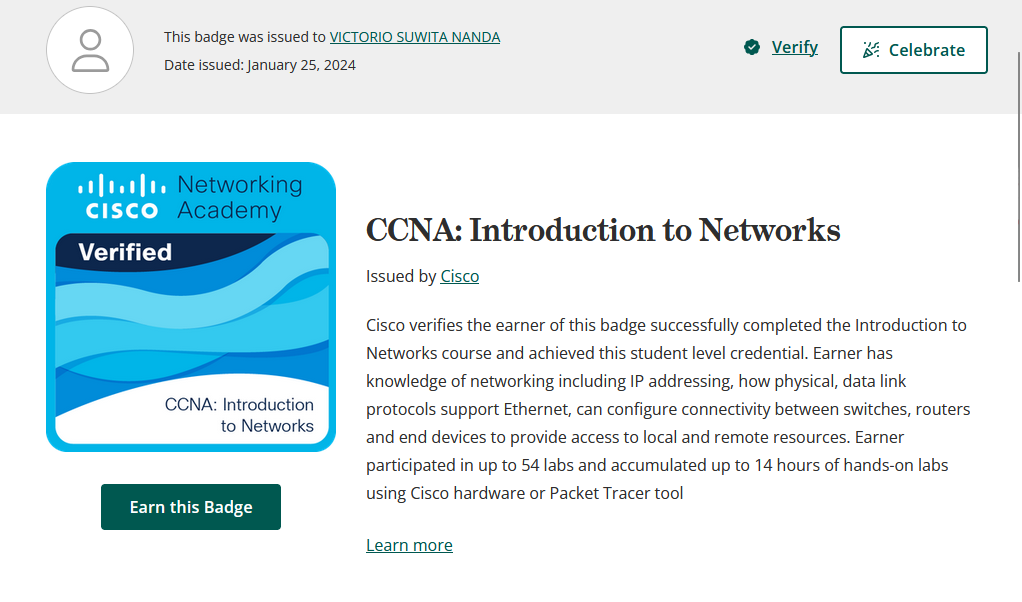 This badge was issued to VICTORIO SUWITA NANDA
Date issued: January 25, 2024
Verify
Celebrate
CISCO
Networking
Academy
Verified
CCNA: Introduction
to Networks
Earn this Badge
CCNA: Introduction to Networks
Issued by Cisco
Cisco verifies the earner of this badge successfully completed the Introduction to
Networks course and achieved this student level credential. Earner has
knowledge of networking including IP addressing, how physical, data link
protocols support Ethernet, can configure connectivity between switches, routers
and end devices to provide access to local and remote resources. Earner
participated in up to 54 labs and accumulated up to 14 hours of hands-on labs
using Cisco hardware or Packet Tracer tool
Learn more